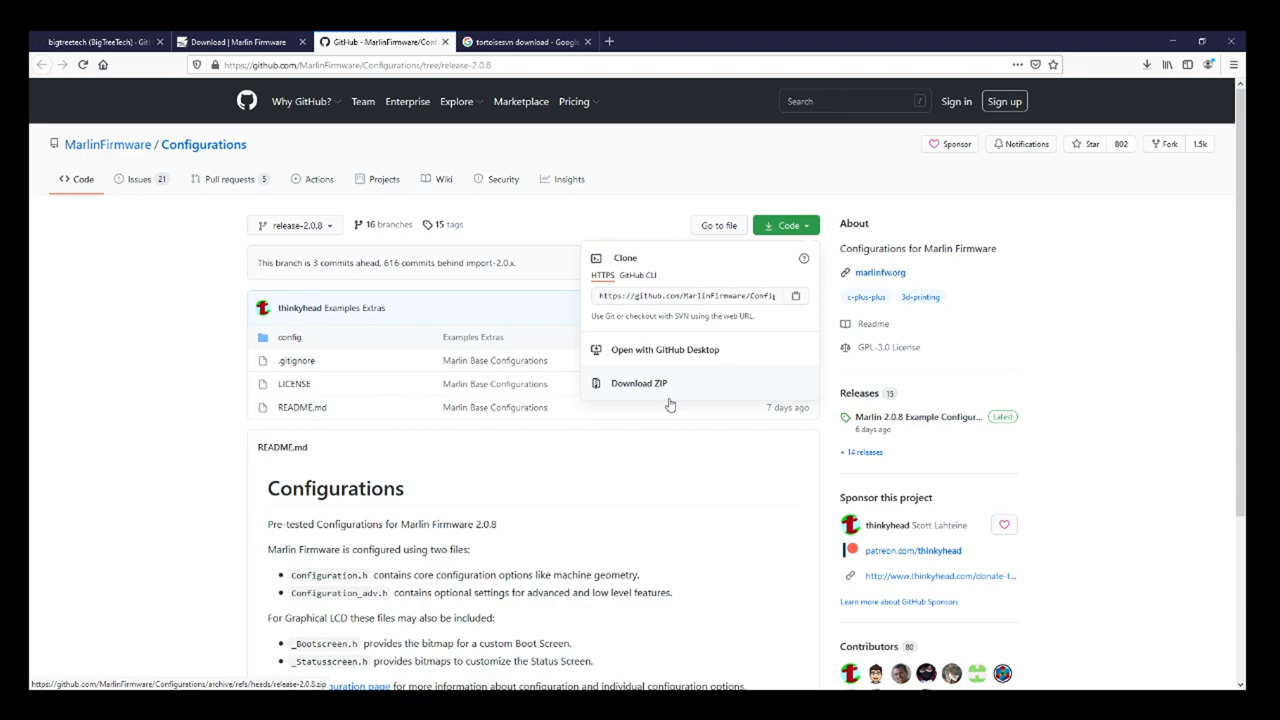 bigtreetech (BigTreeTech) · Git
Download | Marlin Firmware
GitHub - MarlinFirmware/Conf
tortoisesvn download - Google
https://github.com/MarlinFirmware/Configurations/tree/release-2.0.8
Why GitHub?
Team
Enterprise
Explore
Marketplace
Pricing
Search
/
Sign in
Sign up
MarlinFirmware / Configurations
Sponsor
Notifications
Star 802
Fork 1.5k
Code
Issues 21
Pull requests 5
Actions
Projects
Wiki
Security
Insights
release-2.0.8
16 branches
15 tags
Go to file
Code
About
Configurations for Marlin Firmware
marlinfw.org
c-plus-plus
3d-printing
Readme
GPL-3.0 License
This branch is 3 commits ahead, 616 commits behind import-2.0.x.
Clone
HTTPS GitHub CLI
https://github.com/MarlinFirmware/Config
Use Git or checkout with SVN using the web URL.
Open with GitHub Desktop
Download ZIP
thinkyhead Examples Extras
config Examples Extras
.gitignore Marlin Base Configurations
LICENSE Marlin Base Configurations
README.md Marlin Base Configurations 7 days ago
Releases 15
Marlin 2.0.8 Example Configur... Latest
6 days ago
+ 14 releases
README.md
Configurations
Pre-tested Configurations for Marlin Firmware 2.0.8
Marlin Firmware is configured using two files:
• Configuration.h contains core configuration options like machine geometry.
• Configuration_adv.h contains optional settings for advanced and low level features.
For Graphical LCD these files may also be included:
• _Bootscreen.h provides the bitmap for a custom Boot Screen.
• _Statusscreen.h provides bitmaps to customize the Status Screen.
uration page for more information about configuration and individual configuration options.
Sponsor this project
thinkyhead Scott Lahteine
patreon.com/thinkyhead
http://www.thinkyhead.com/donate-t...
Learn more about GitHub Sponsors
Contributors 80
https://github.com/MarlinFirmware/Configurations/archive/refs/heads/release-2.0.8.zip